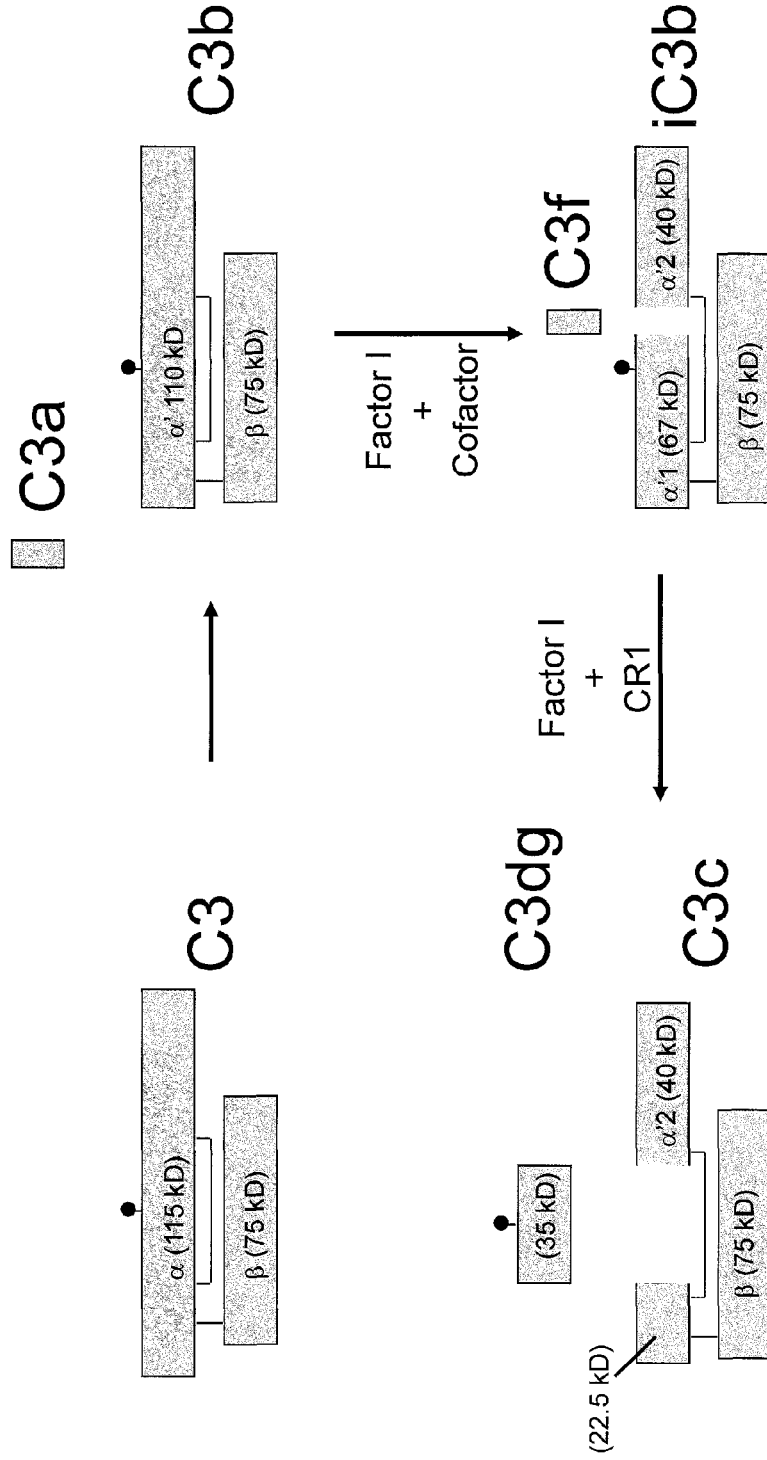 C3
α (115 kD)
β (75 kD)
C3a
C3b
α' 110 kD
β (75 kD)
Factor I
+
Cofactor
C3f
iC3b
α'1 (67 kD)
α'2 (40 kD)
β (75 kD)
Factor I
+
CR1
C3dg
(35 kD)
C3c
(22.5 kD)
α'2 (40 kD)
β (75 kD)